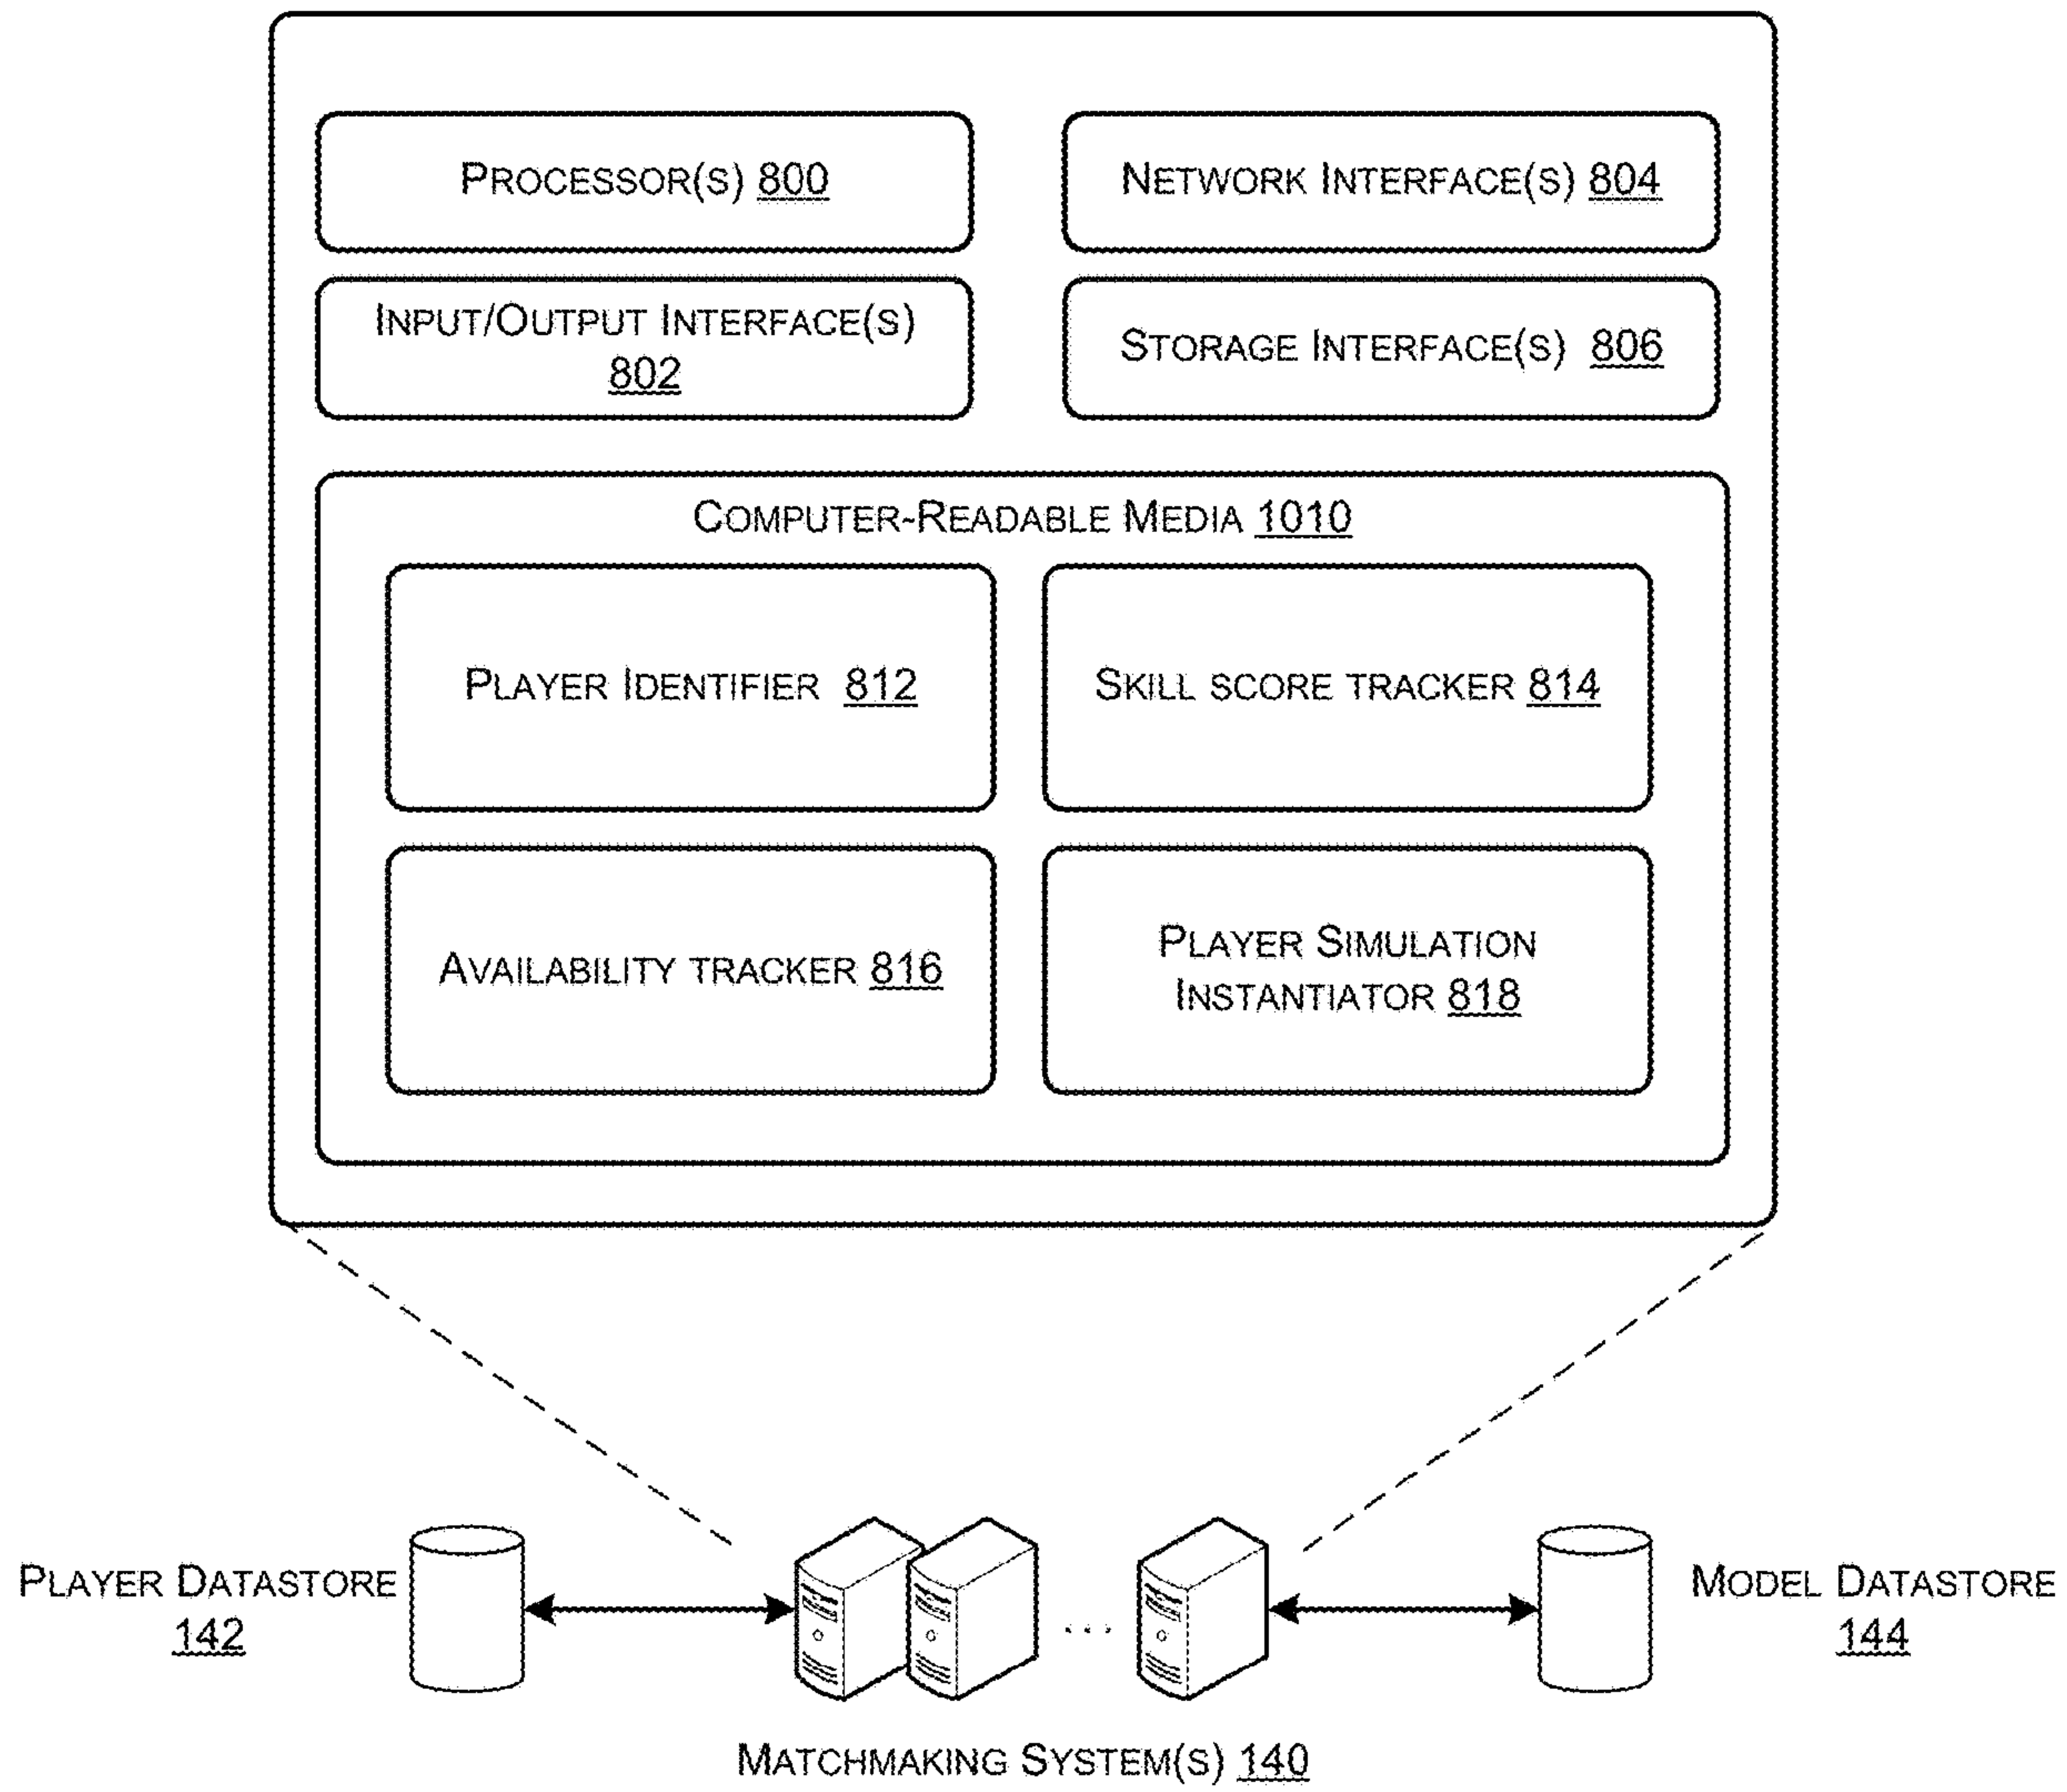 PROCESSOR(S) 800
NETWORK INTERFACE(S) 804
INPUT/OUTPUT INTERFACE(S)
802
STORAGE INTERFACE(S) 806
COMPUTER-READABLE MEDIA 1010
PLAYER IDENTIFIER 812
SKILL SCORE TRACKER 814
AVAILABILITY TRACKER 816
PLAYER SIMULATION
INSTANTIATOR 818
PLAYER DATASTORE
142
...
MODEL DATASTORE
144
MATCHMAKING SYSTEM(S) 140